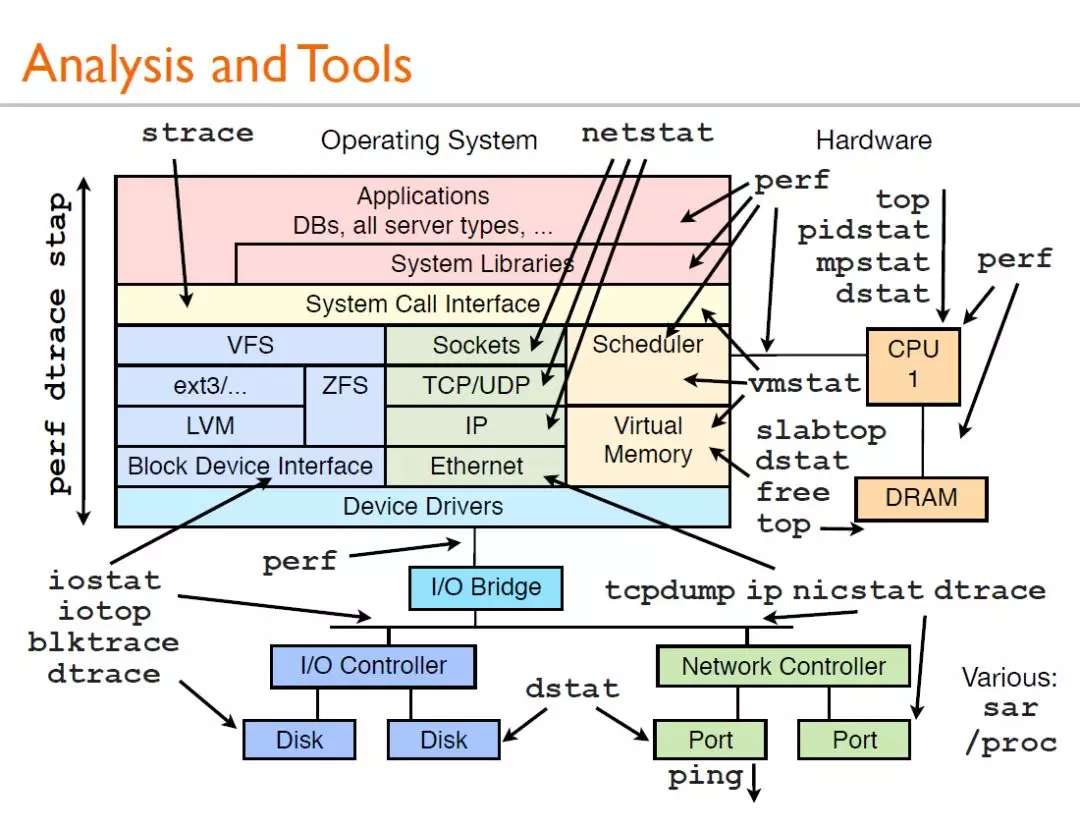 Analysis and Tools
strace
Operating System
netstat
Hardware
perf dtrace stap
Applications
DBs, all server types, ...
System Libraries
System Call Interface
VFS
Sockets
Scheduler
ext3/...
ZFS
TCP/UDP
LVM
IP
Virtual
Memory
Block Device Interface
Ethernet
Device Drivers
perf
top
pidstat
mpstat
dstat
perf
CPU
1
vmstat
slabtop
dstat
free
top
DRAM
perf
I/O Bridge
iostat
iotop
blktrace
dtrace
tcpdump ip nicstat dtrace
I/O Controller
Network Controller
dstat
Disk
Disk
Port
Port
ping
Various:
sar
/proc